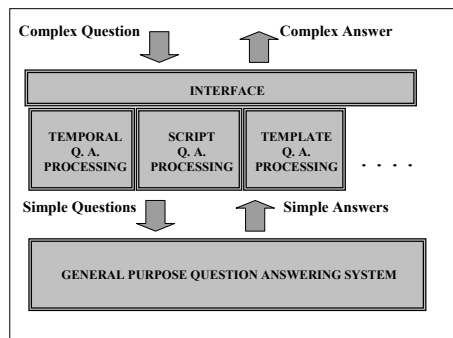 Complex Question
Complex Answer
INTERFACE
TEMPORAL
Q. A.
PROCESSING
SCRIPT
Q. A.
PROCESSING
TEMPLATE
Q. A.
PROCESSING
. . . .
Simple Questions
Simple Answers
GENERAL PURPOSE QUESTION ANSWERING SYSTEM